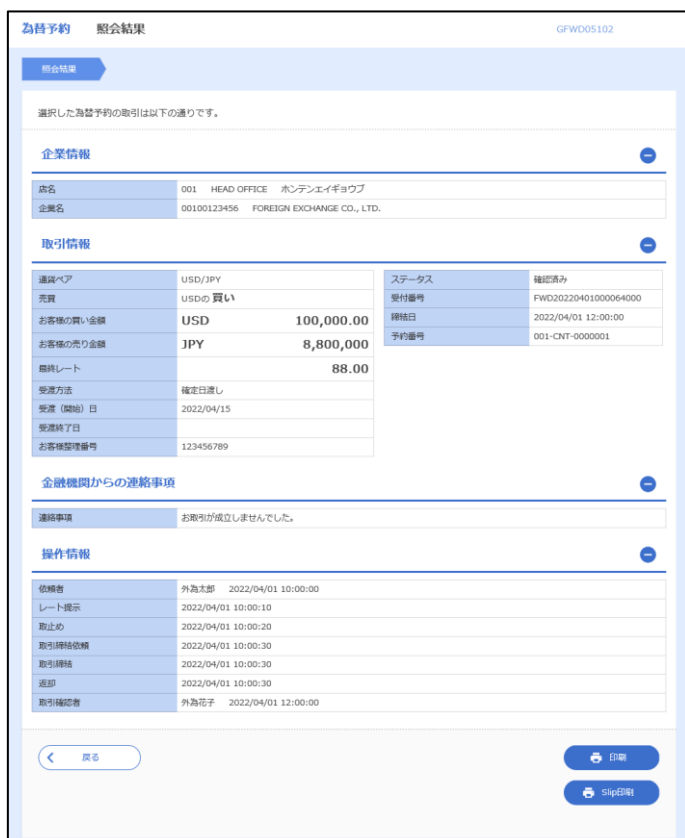 為替予約 照会結果 GFWD05102
照会結果
選択した為替予約の取引は以下の通りです。
企業情報
店名 001 HEAD OFFICE ホンテンエイギョウブ
企業名 00100123456 FOREIGN EXCHANGE CO., LTD.
取引情報
通貨ペア USD/JPY
売買 USDの 買い
お客様の買い金額 USD 100,000.00
お客様の売り金額 JPY 8,800,000
最終レート 88.00
受渡方法 確定日渡し
受渡（開始）日 2022/04/15
受渡終了日
お客様整理番号 123456789
ステータス 確認済み
受付番号 FWD20220401000064000
締結日 2022/04/01 12:00:00
予約番号 001-CNT-0000001
金融機関からの連絡事項
連絡事項 お取引が成立しませんでした。
操作情報
依頼者 外為太郎 2022/04/01 10:00:00
レート提示 2022/04/01 10:00:10
取止め 2022/04/01 10:00:20
取引締結依頼 2022/04/01 10:00:30
取引締結 2022/04/01 10:00:30
返却 2022/04/01 10:00:30
取引確認者 外為花子 2022/04/01 12:00:00
戻る
印刷
Slip印刷